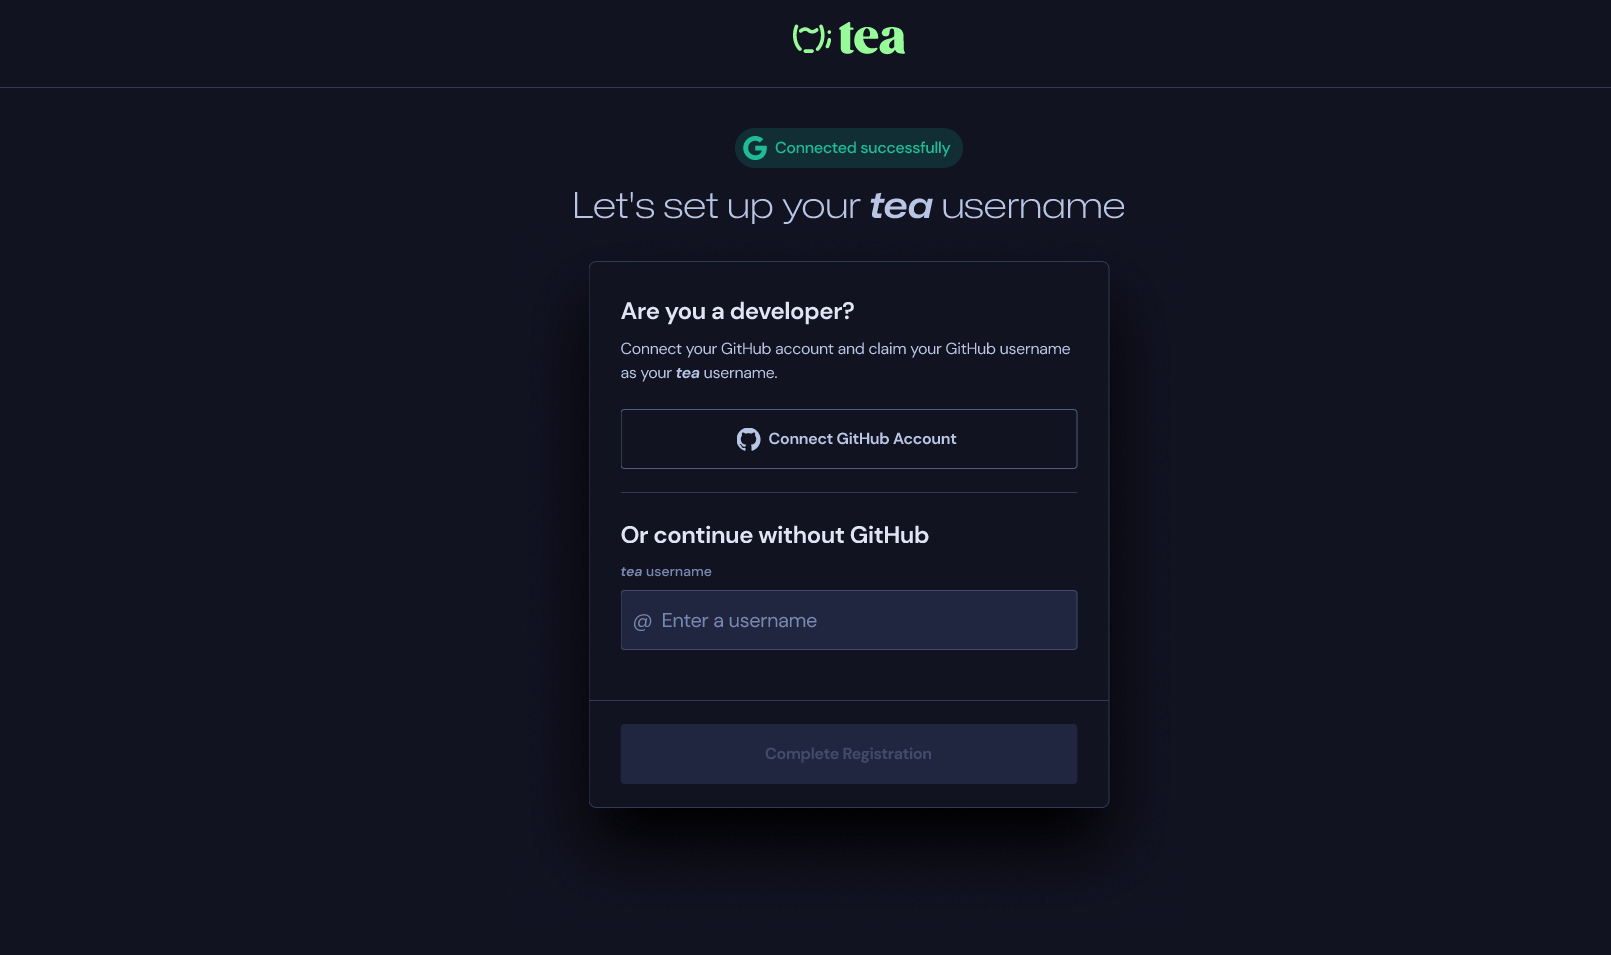 tea
Connected successfully
Let's set up your tea username
Are you a developer?
Connect your GitHub account and claim your GitHub username
as your tea username.
Connect GitHub Account
Or continue without GitHub
tea username
@ Enter a username
Complete Registration